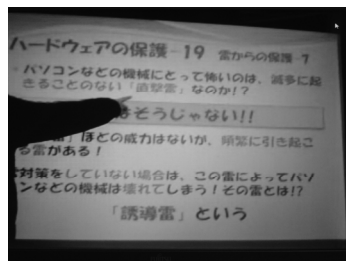 ハードウェアの保護－19 雷からの保護－7
パソコンなどの機械にとって怖いのは、滅多に起
きることのない「直撃雷」なのか!?
はそうじゃない!!
雷」ほどの威力はないが、頻繁に引き起こ
る雷がある！
対策をしていない場合は、この雷によってパソ
ンなどの機械は壊れてしまう！その雷とは!?
「誘導雷」という